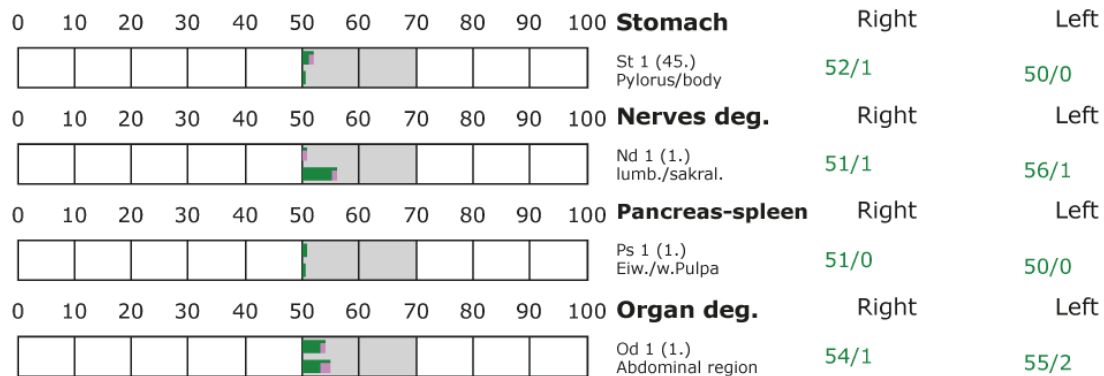 0 10 20 30 40 50 60 70 80 90 100 Stomach Right Left
St 1 (45.) 52/1 50/0
Pylorus/body
0 10 20 30 40 50 60 70 80 90 100 Nerves deg. Right Left
Nd 1 (1.) 51/1 56/1
lumb./sakral.
0 10 20 30 40 50 60 70 80 90 100 Pancreas-spleen Right Left
Ps 1 (1.) 51/0 50/0
Eiw./w.Pulpa
0 10 20 30 40 50 60 70 80 90 100 Organ deg. Right Left
Od 1 (1.) 54/1 55/2
Abdominal region